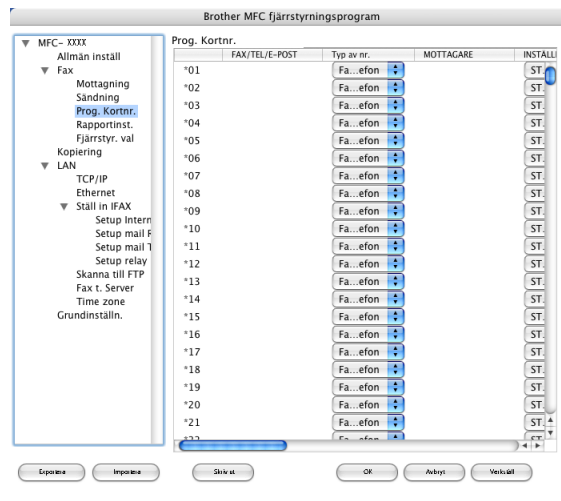 Brother MFC fjärrstyrningsprogram
MFC- XXXX
Allmän inställ
Fax
Mottagning
Sändning
Prog. Kortnr.
Rapportinst.
Fjärrstyr. val
Kopiering
LAN
TCP/IP
Ethernet
Ställ in IFAX
Setup Intern
Setup mail R
Setup mail T
Setup relay
Skanna till FTP
Fax t. Server
Time zone
Grundinställn.
Prog. Kortnr.
FAX/TEL/E-POST Typ av nr. MOTTAGARE INSTÄLL
*01 Fa...efon ST.
*02 Fa...efon ST.
*03 Fa...efon ST.
*04 Fa...efon ST.
*05 Fa...efon ST.
*06 Fa...efon ST.
*07 Fa...efon ST.
*08 Fa...efon ST.
*09 Fa...efon ST.
*10 Fa...efon ST.
*11 Fa...efon ST.
*12 Fa...efon ST.
*13 Fa...efon ST.
*14 Fa...efon ST.
*15 Fa...efon ST.
*16 Fa...efon ST.
*17 Fa...efon ST.
*18 Fa...efon ST.
*19 Fa...efon ST.
*20 Fa...efon ST.
*21 Fa...efon ST.
*22 Fa...efon ST.
Exportera Importera Skriv ut OK Avbryt Verkställ